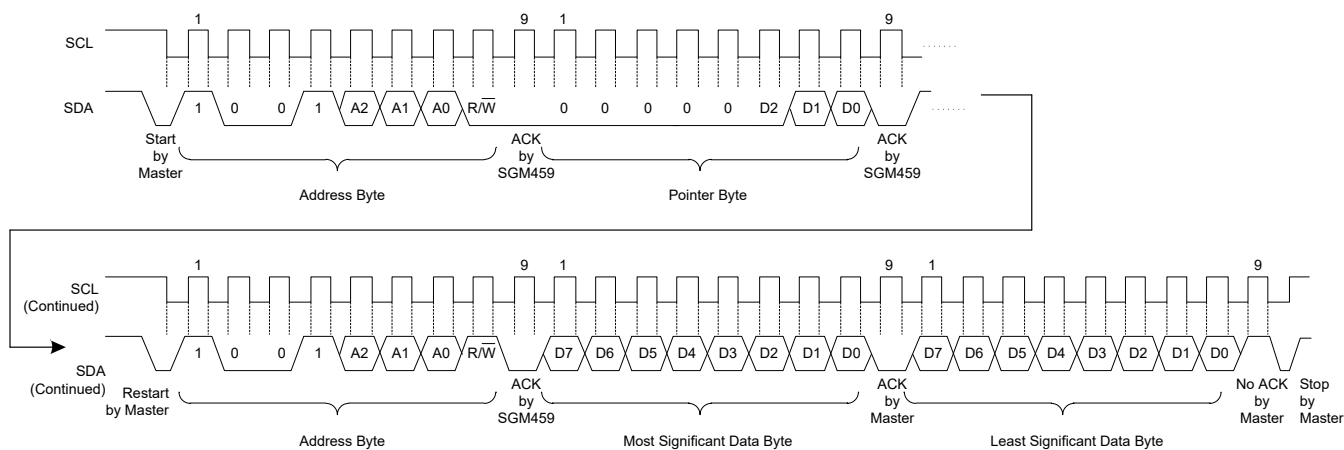 1 9 1 9
SCL
SDA
1 0 0 1 A2 A1 A0 R/W 0 0 0 0 0 D2 D1 D0
Start
by
Master
ACK
by
SGM459
ACK
by
SGM459
Address Byte
Pointer Byte
1 9 1 9 1 9
SCL
(Continued)
SDA
(Continued)
1 0 0 1 A2 A1 A0 R/W D7 D6 D5 D4 D3 D2 D1 D0 D7 D6 D5 D4 D3 D2 D1 D0
Restart
by Master
ACK
by
SGM459
ACK
by
Master
No ACK
by
Master
Stop
by
Master
Address Byte
Most Significant Data Byte
Least Significant Data Byte